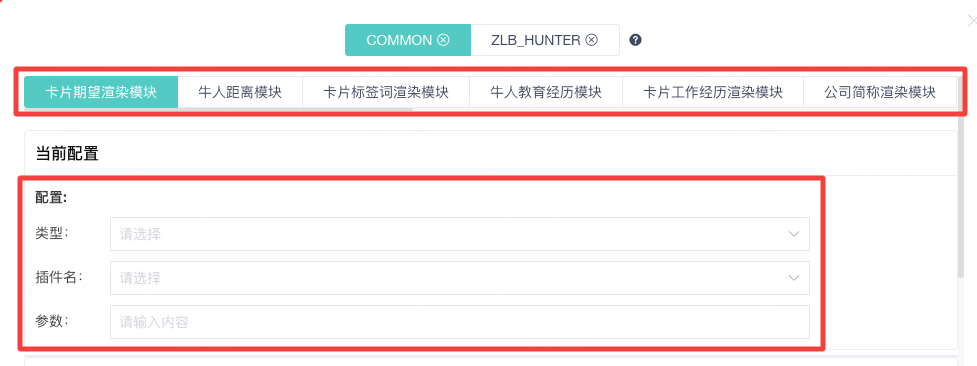 COMMON ZLB_HUNTER
卡片期望渲染模块 牛人距离模块 卡片标签词渲染模块 牛人教育经历模块 卡片工作经历渲染模块 公司简称渲染模块
当前配置
配置:
类型: 请选择
插件名: 请选择
参数: 请输入内容